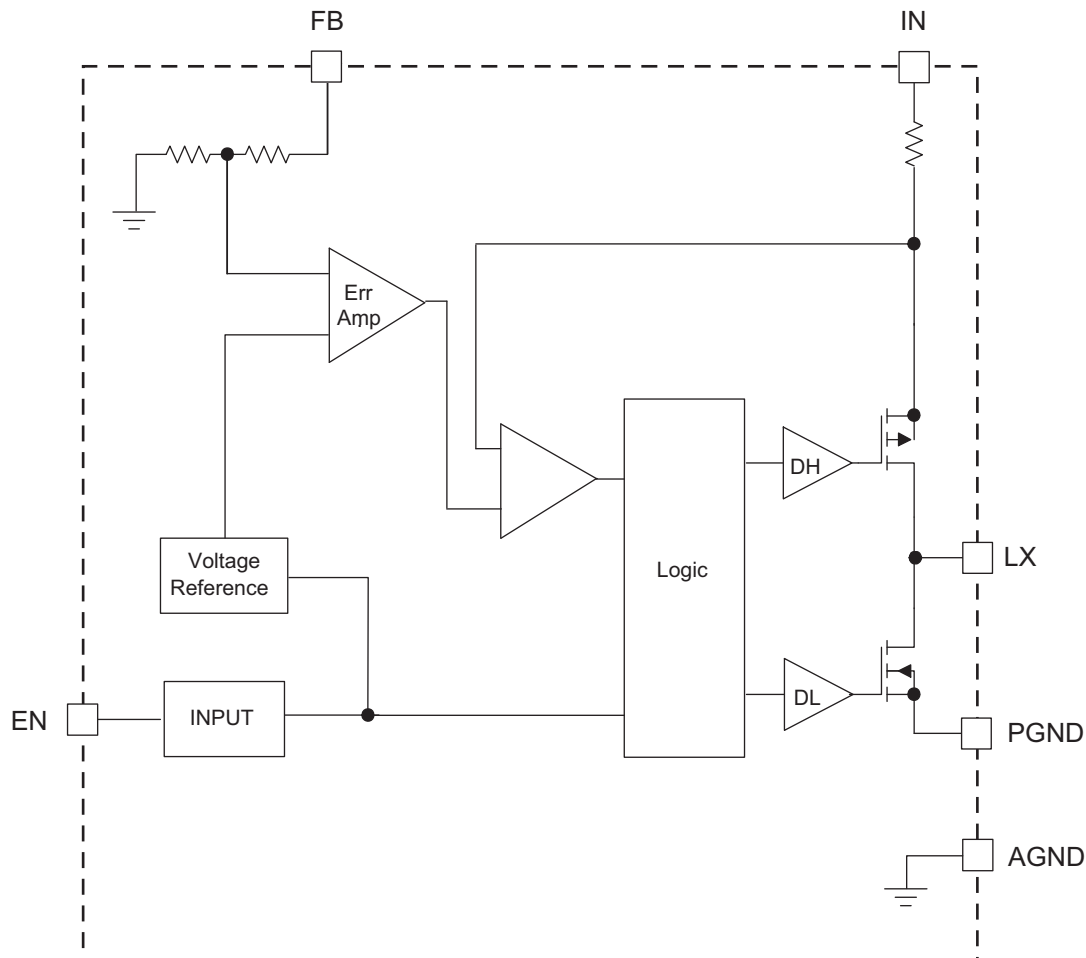 FB
IN
Err
Amp
DH
Voltage
Reference
Logic
LX
EN
INPUT
DL
PGND
AGND